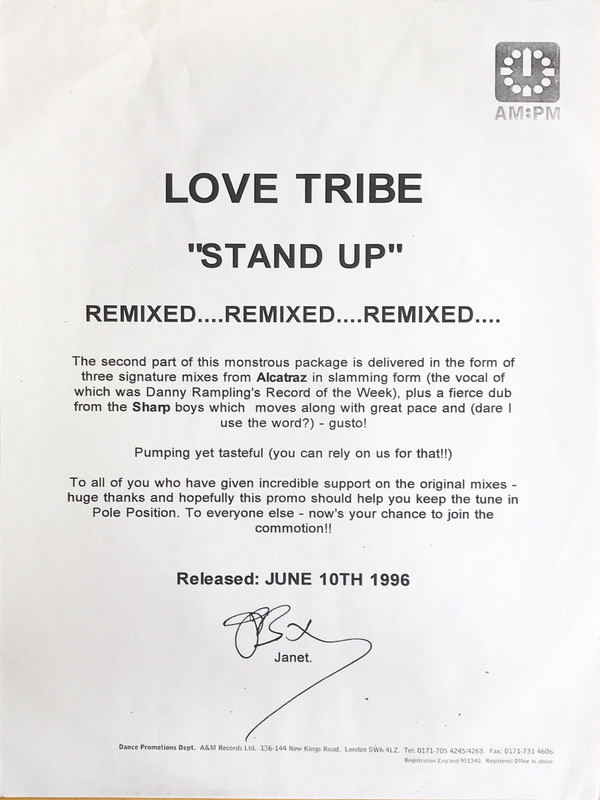 AM:PM
LOVE TRIBE
"STAND UP"
REMIXED....REMIXED....REMIXED....
The second part of this monstrous package is delivered in the form of
three signature mixes from Alcatraz in slamming form (the vocal of
which was Danny Rampling's Record of the Week), plus a fierce dub
from the Sharp boys which moves along with great pace and (dare I
use the word?) - gusto!
Pumping yet tasteful (you can rely on us for that!!)
To all of you who have given incredible support on the original mixes -
huge thanks and hopefully this promo should help you keep the tune in
Pole Position. To everyone else - now's your chance to join the
commotion!!
Released: JUNE 10TH 1996
Janet.
Dance Promotions Dept. A&M Records Ltd. 136-144 New Kings Road. London SW6 4LZ. Tel: 0171-705 4245/4268. Fax: 0171-731 4606.
Registration England 951340. Registered Office as above.